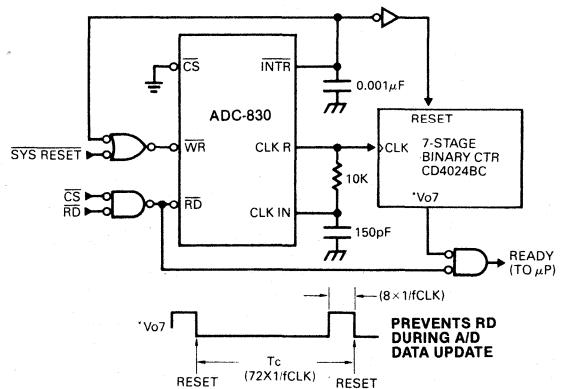 CS
INTR
0.001μF
ADC-830
RESET
7-STAGE
BINARY CTR
CD4024BC
CLK
*Vo7
SYS RESET
WR
CLK R
10K
CS
RD
RD
CLK IN
150pF
READY
(TO μP)
(8×1/fCLK)
*Vo7
PREVENTS RD
DURING A/D
DATA UPDATE
Tc
(72X1/fCLK)
RESET
RESET